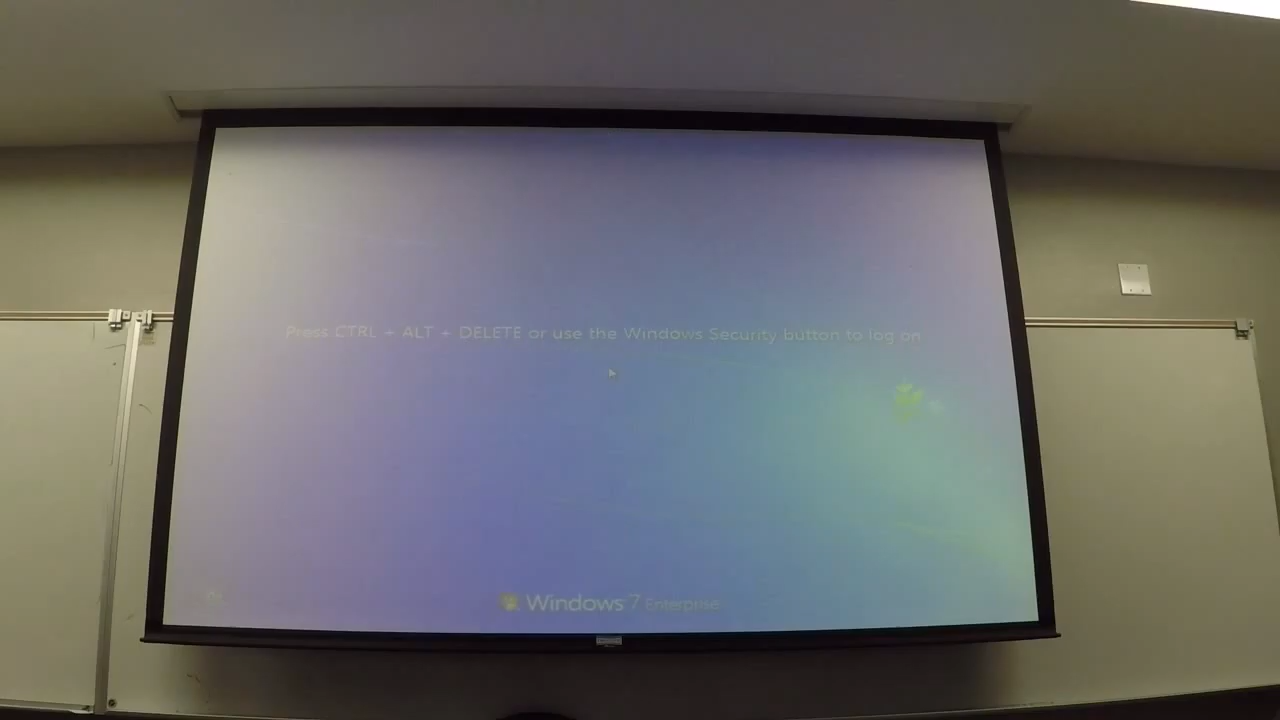 Press CTRL + ALT + DELETE or use the Windows Security button to log on
Windows 7 Enterprise